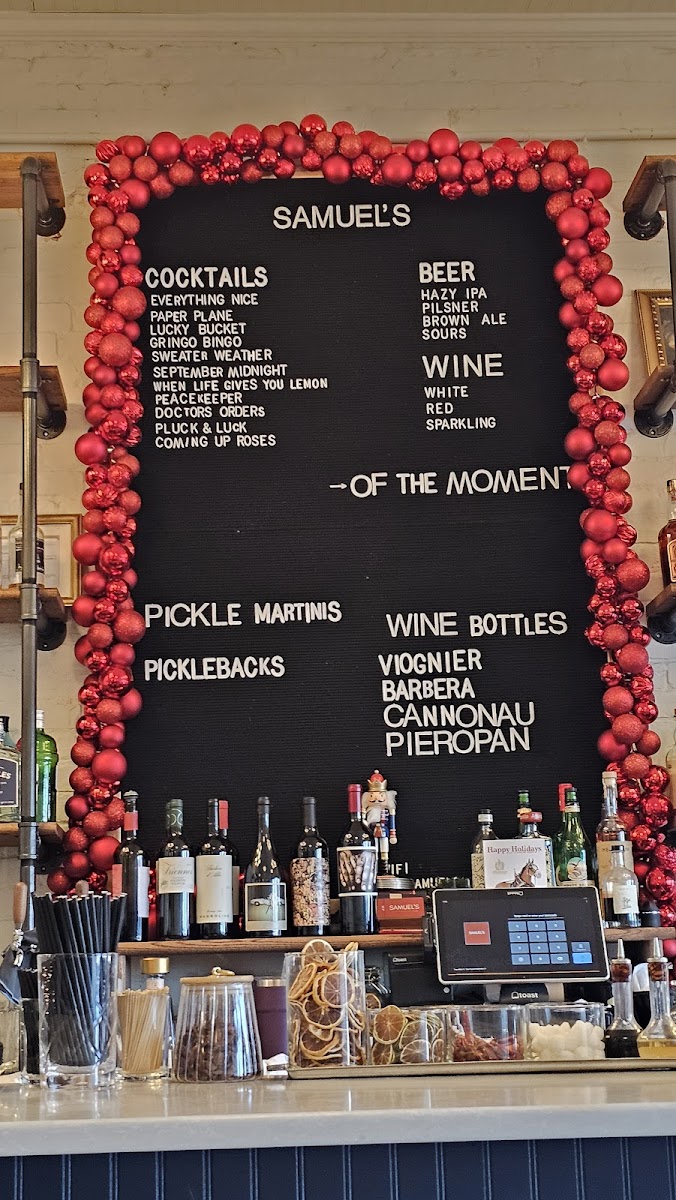 SAMUEL'S
COCKTAILS
EVERYTHING NICE
PAPER PLANE
LUCKY BUCKET
GRINGO BINGO
SWEATER WEATHER
SEPTEMBER MIDNIGHT
WHEN LIFE GIVES YOU LEMON
PEACEKEEPER
DOCTORS ORDERS
PLUCK & LUCK
COMING UP ROSES
BEER
HAZY IPA
PILSNER
BROWN ALE
SOURS
WINE
WHITE
RED
SPARKLING
→OF THE MOMENT
PICKLE MARTINIS
PICKLEBACKS
WINE BOTTLES
VIOGNIER
BARBERA
CANNONAU
PIEROPAN
Happy Holidays
SAMUEL'S
toast